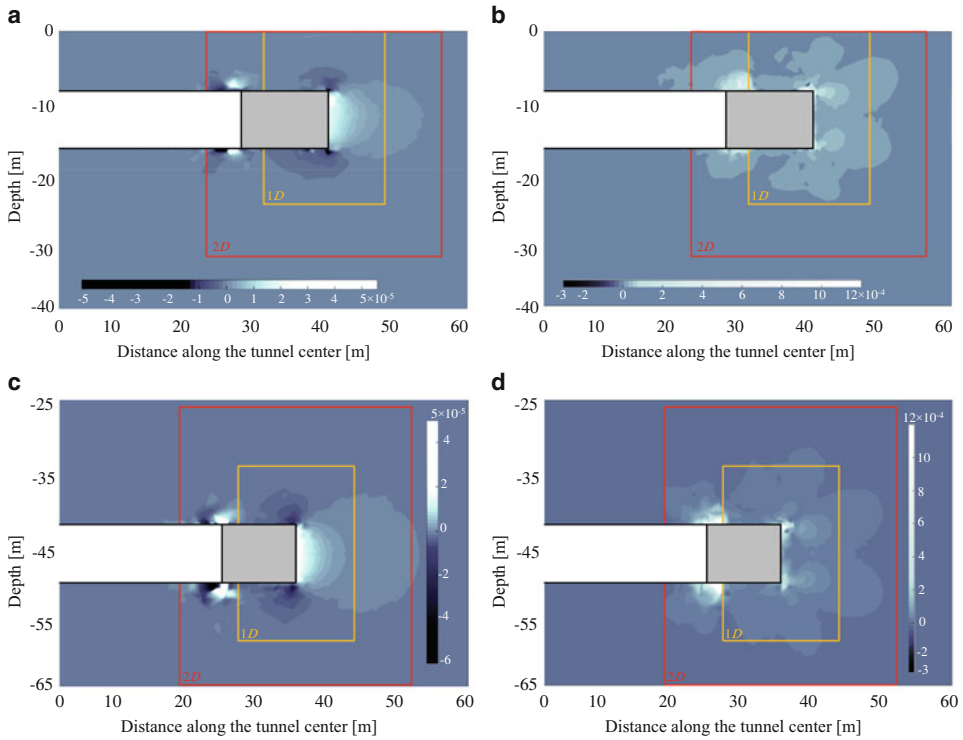 a
0
-10
-20
-30
-40
Depth [m]
1D
2D
-5 -4 -3 -2 -1 0 1 2 3 4 5×10⁻⁵
0 10 20 30 40 50 60
Distance along the tunnel center [m]
b
0
-10
-20
-30
-40
Depth [m]
1D
2D
-3 -2 0 2 4 6 8 10 12×10⁻⁴
0 10 20 30 40 50 60
Distance along the tunnel center [m]
c
-25
-35
-45
-55
-65
Depth [m]
5×10⁻⁵
4
2
0
-2
-4
-6
1D
2D
0 10 20 30 40 50 60
Distance along the tunnel center [m]
d
-25
-35
-45
-55
-65
Depth [m]
12×10⁻⁴
10
8
6
4
2
0
-2
-3
1D
2D
0 10 20 30 40 50 60
Distance along the tunnel center [m]